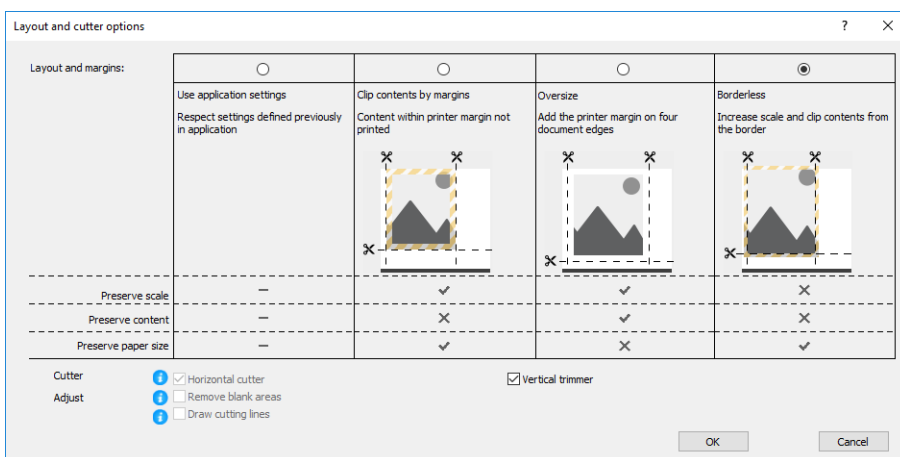 Layout and cutter options
Layout and margins:
Use application settings
Respect settings defined previously
in application
Clip contents by margins
Content within printer margin not
printed
Oversize
Add the printer margin on four
document edges
Borderless
Increase scale and clip contents from
the border
Preserve scale
Preserve content
Preserve paper size
Cutter
Horizontal cutter
Vertical trimmer
Adjust
Remove blank areas
Draw cutting lines
OK
Cancel